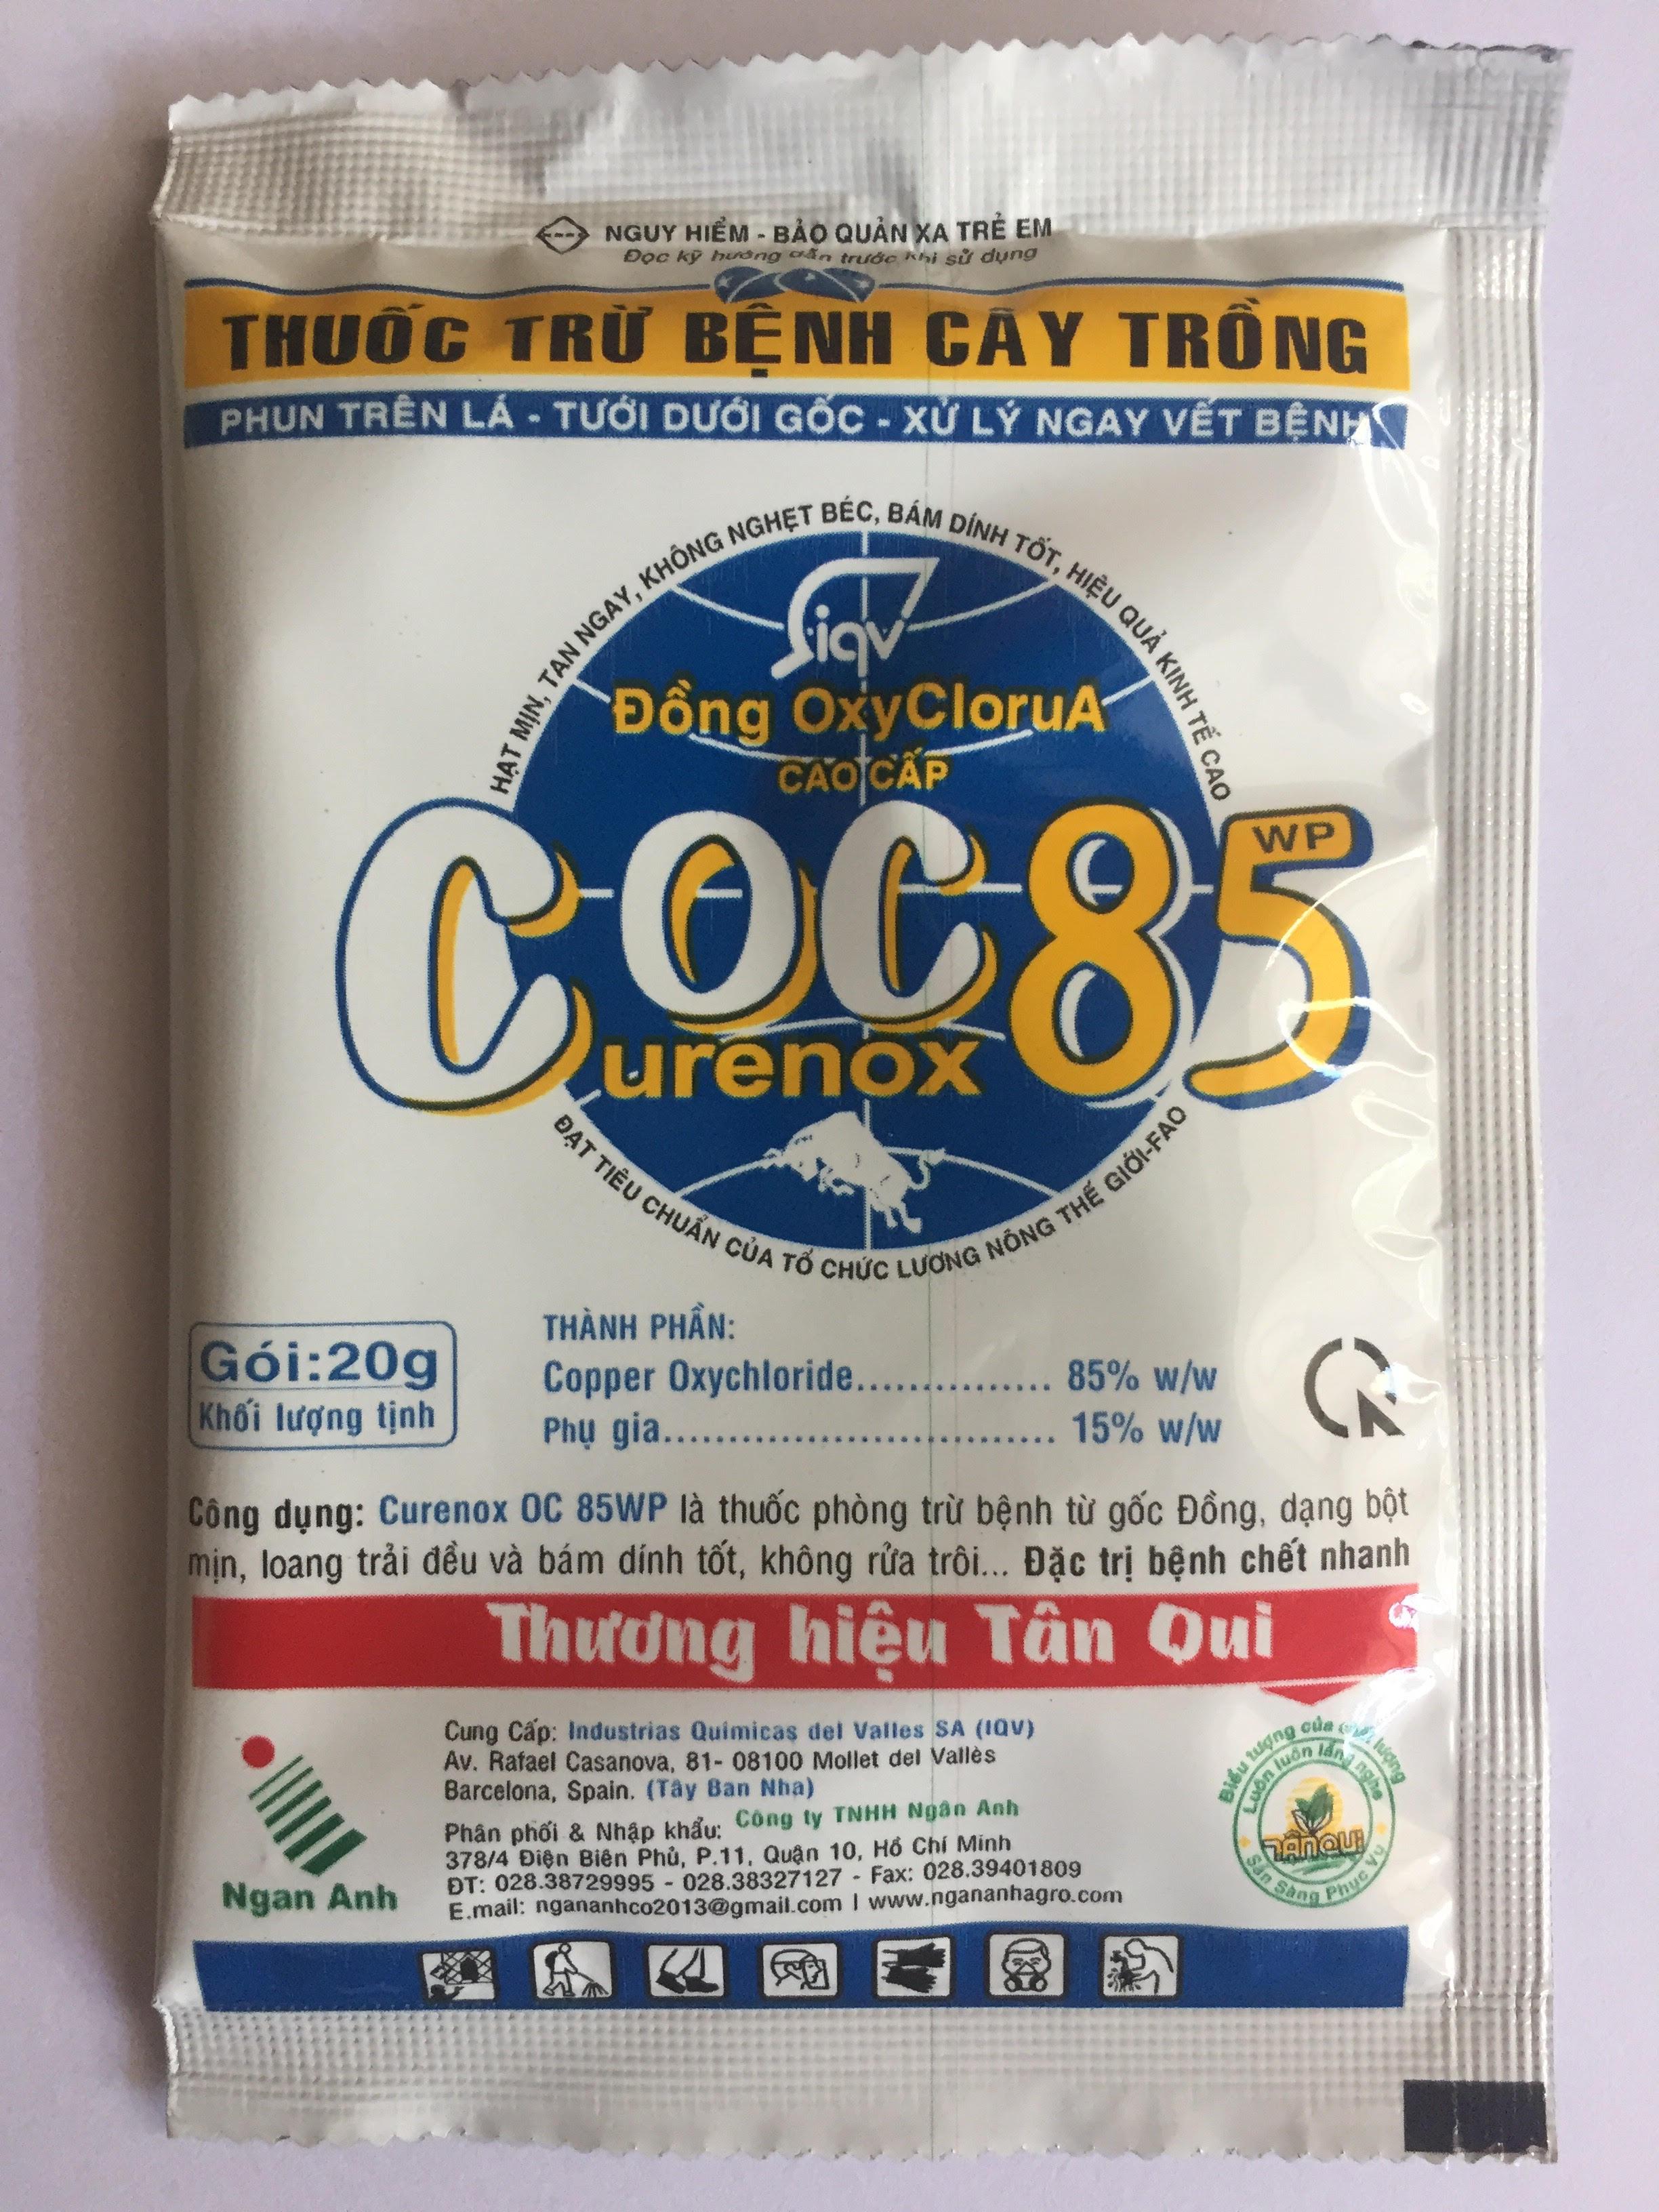 NGUY HIỂM - BẢO QUẢN XA TRẺ EM
Đọc kỹ hướng dẫn trước khi sử dụng
THUỐC TRỪ BỆNH CÂY TRỒNG
PHUN TRÊN LÁ - TƯỚI DƯỚI GỐC - XỬ LÝ NGAY VẾT BỆNH
HẠT MỊN, TAN NGAY, KHÔNG NGHẸT BÉC, BÁM DÍNH TỐT, HIỆU QUẢ KINH TẾ CAO
iqv
Đồng OxyCloruA
CAO CẤP
COC85 WP
Curenox
ĐẠT TIÊU CHUẨN CỦA TỔ CHỨC LƯƠNG NÔNG THẾ GIỚI-FAO
Gói:20g
Khối lượng tịnh
THÀNH PHẦN:
Copper Oxychloride............... 85% w/w
Phụ gia.............................. 15% w/w
Công dụng: Curenox OC 85WP là thuốc phòng trừ bệnh từ gốc Đồng, dạng bột
mịn, loang trải đều và bám dính tốt, không rửa trôi... Đặc trị bệnh chết nhanh
Thương hiệu Tân Qui
Cung Cấp: Industrias Quimicas del Valles SA (IQV)
Av. Rafael Casanova, 81- 08100 Mollet del Vallès
Barcelona, Spain. (Tây Ban Nha)
Phân phối & Nhập khẩu: Công ty TNHH Ngân Anh
378/4 Điện Biên Phủ, P.11, Quận 10, Hồ Chí Minh
ĐT: 028.38729995 - 028.38327127 - Fax: 028.39401809
E.mail: ngananhco2013@gmail.com I www.ngananhagro.com
Ngan Anh
Biểu tượng của chất lượng
Luôn luôn lắng nghe
TÂN QUI
Sẵn Sàng Phục Vụ